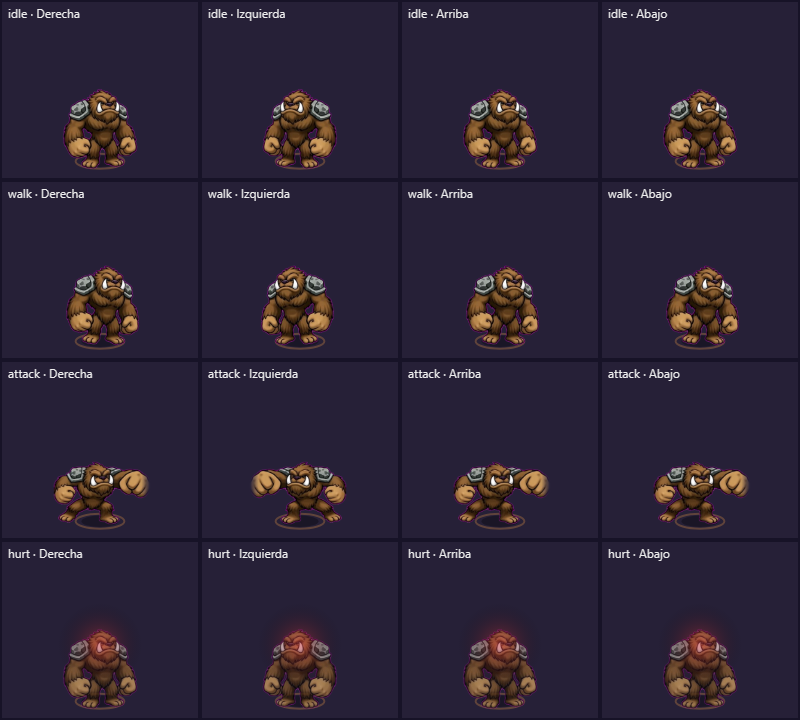 idle · Derecha
idle · Izquierda
idle · Arriba
idle · Abajo
walk · Derecha
walk · Izquierda
walk · Arriba
walk · Abajo
attack · Derecha
attack · Izquierda
attack · Arriba
attack · Abajo
hurt · Derecha
hurt · Izquierda
hurt · Arriba
hurt · Abajo